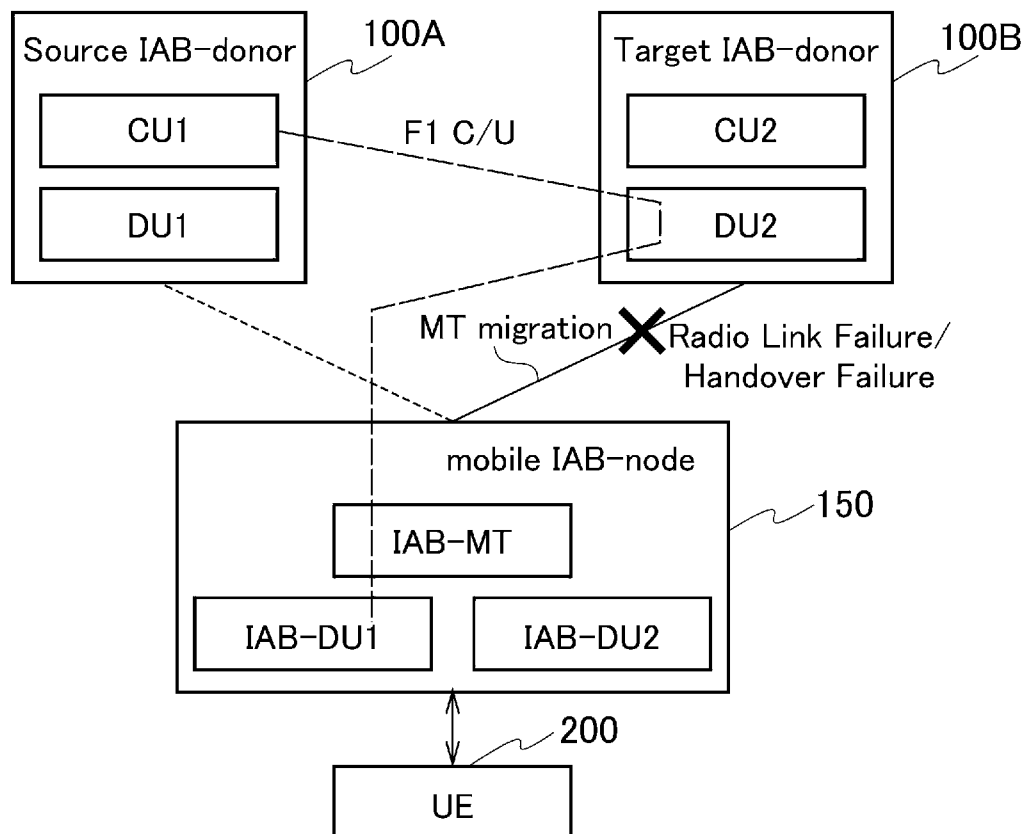 Source IAB-donor
100A
CU1
DU1
F1 C/U
Target IAB-donor
100B
CU2
DU2
MT migration
Radio Link Failure/
Handover Failure
mobile IAB-node
150
IAB-MT
IAB-DU1
IAB-DU2
200
UE